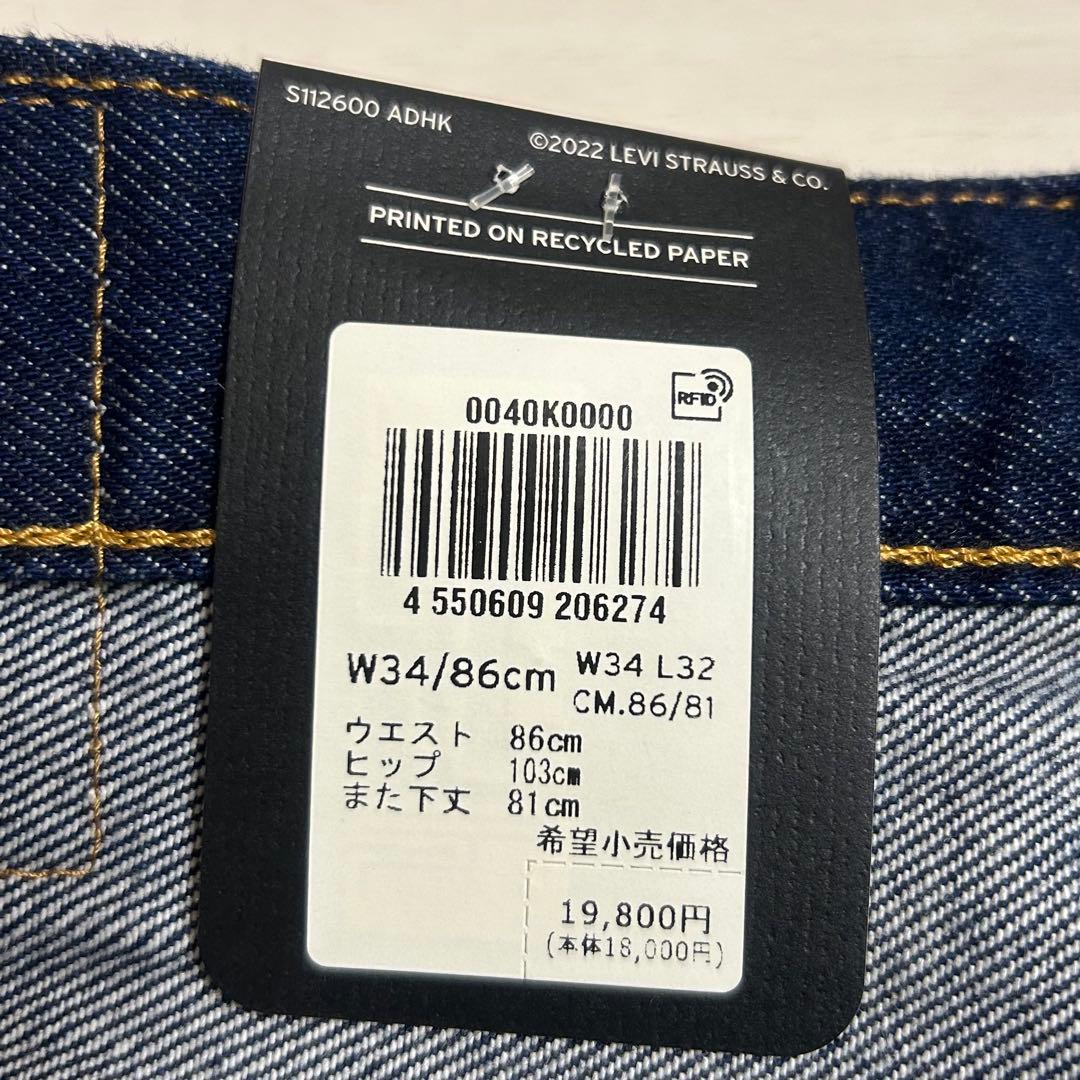 S112600 ADHK
©2022 LEVI STRAUSS & CO.
PRINTED ON RECYCLED PAPER
RFID
0040K0000
4 550609 206274
W34/86cm
W34 L32
CM.86/81
ウエスト 86cm
ヒップ 103cm
また下丈 81cm
希望小売価格
19,800円
(本体18,000円)